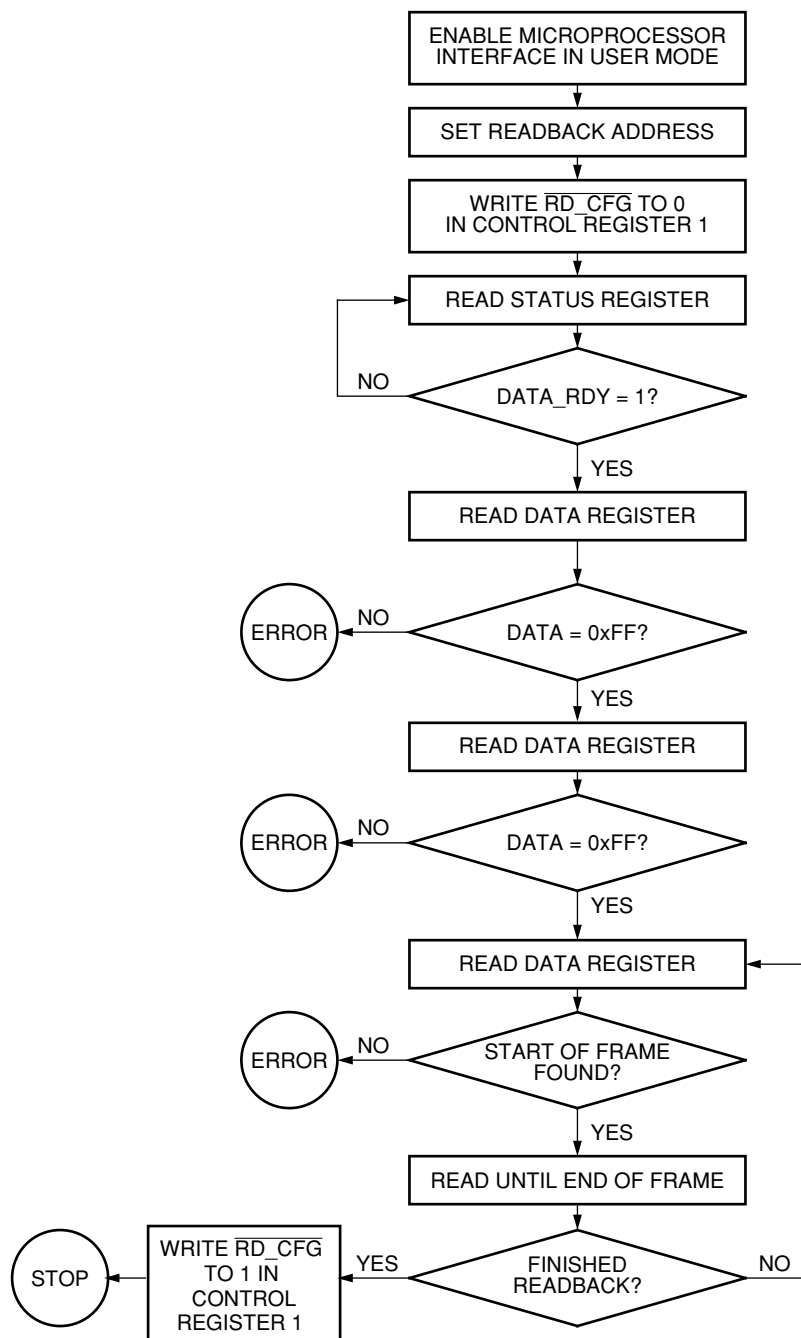 ENABLE MICROPROCESSOR
INTERFACE IN USER MODE
SET READBACK ADDRESS
WRITE RD_CFG TO 0
IN CONTROL REGISTER 1
READ STATUS REGISTER
NO
DATA_RDY = 1?
YES
READ DATA REGISTER
ERROR
NO
DATA = 0xFF?
YES
READ DATA REGISTER
ERROR
NO
DATA = 0xFF?
YES
READ DATA REGISTER
ERROR
NO
START OF FRAME
FOUND?
YES
READ UNTIL END OF FRAME
STOP
WRITE RD_CFG
TO 1 IN
CONTROL
REGISTER 1
YES
FINISHED
READBACK?
NO